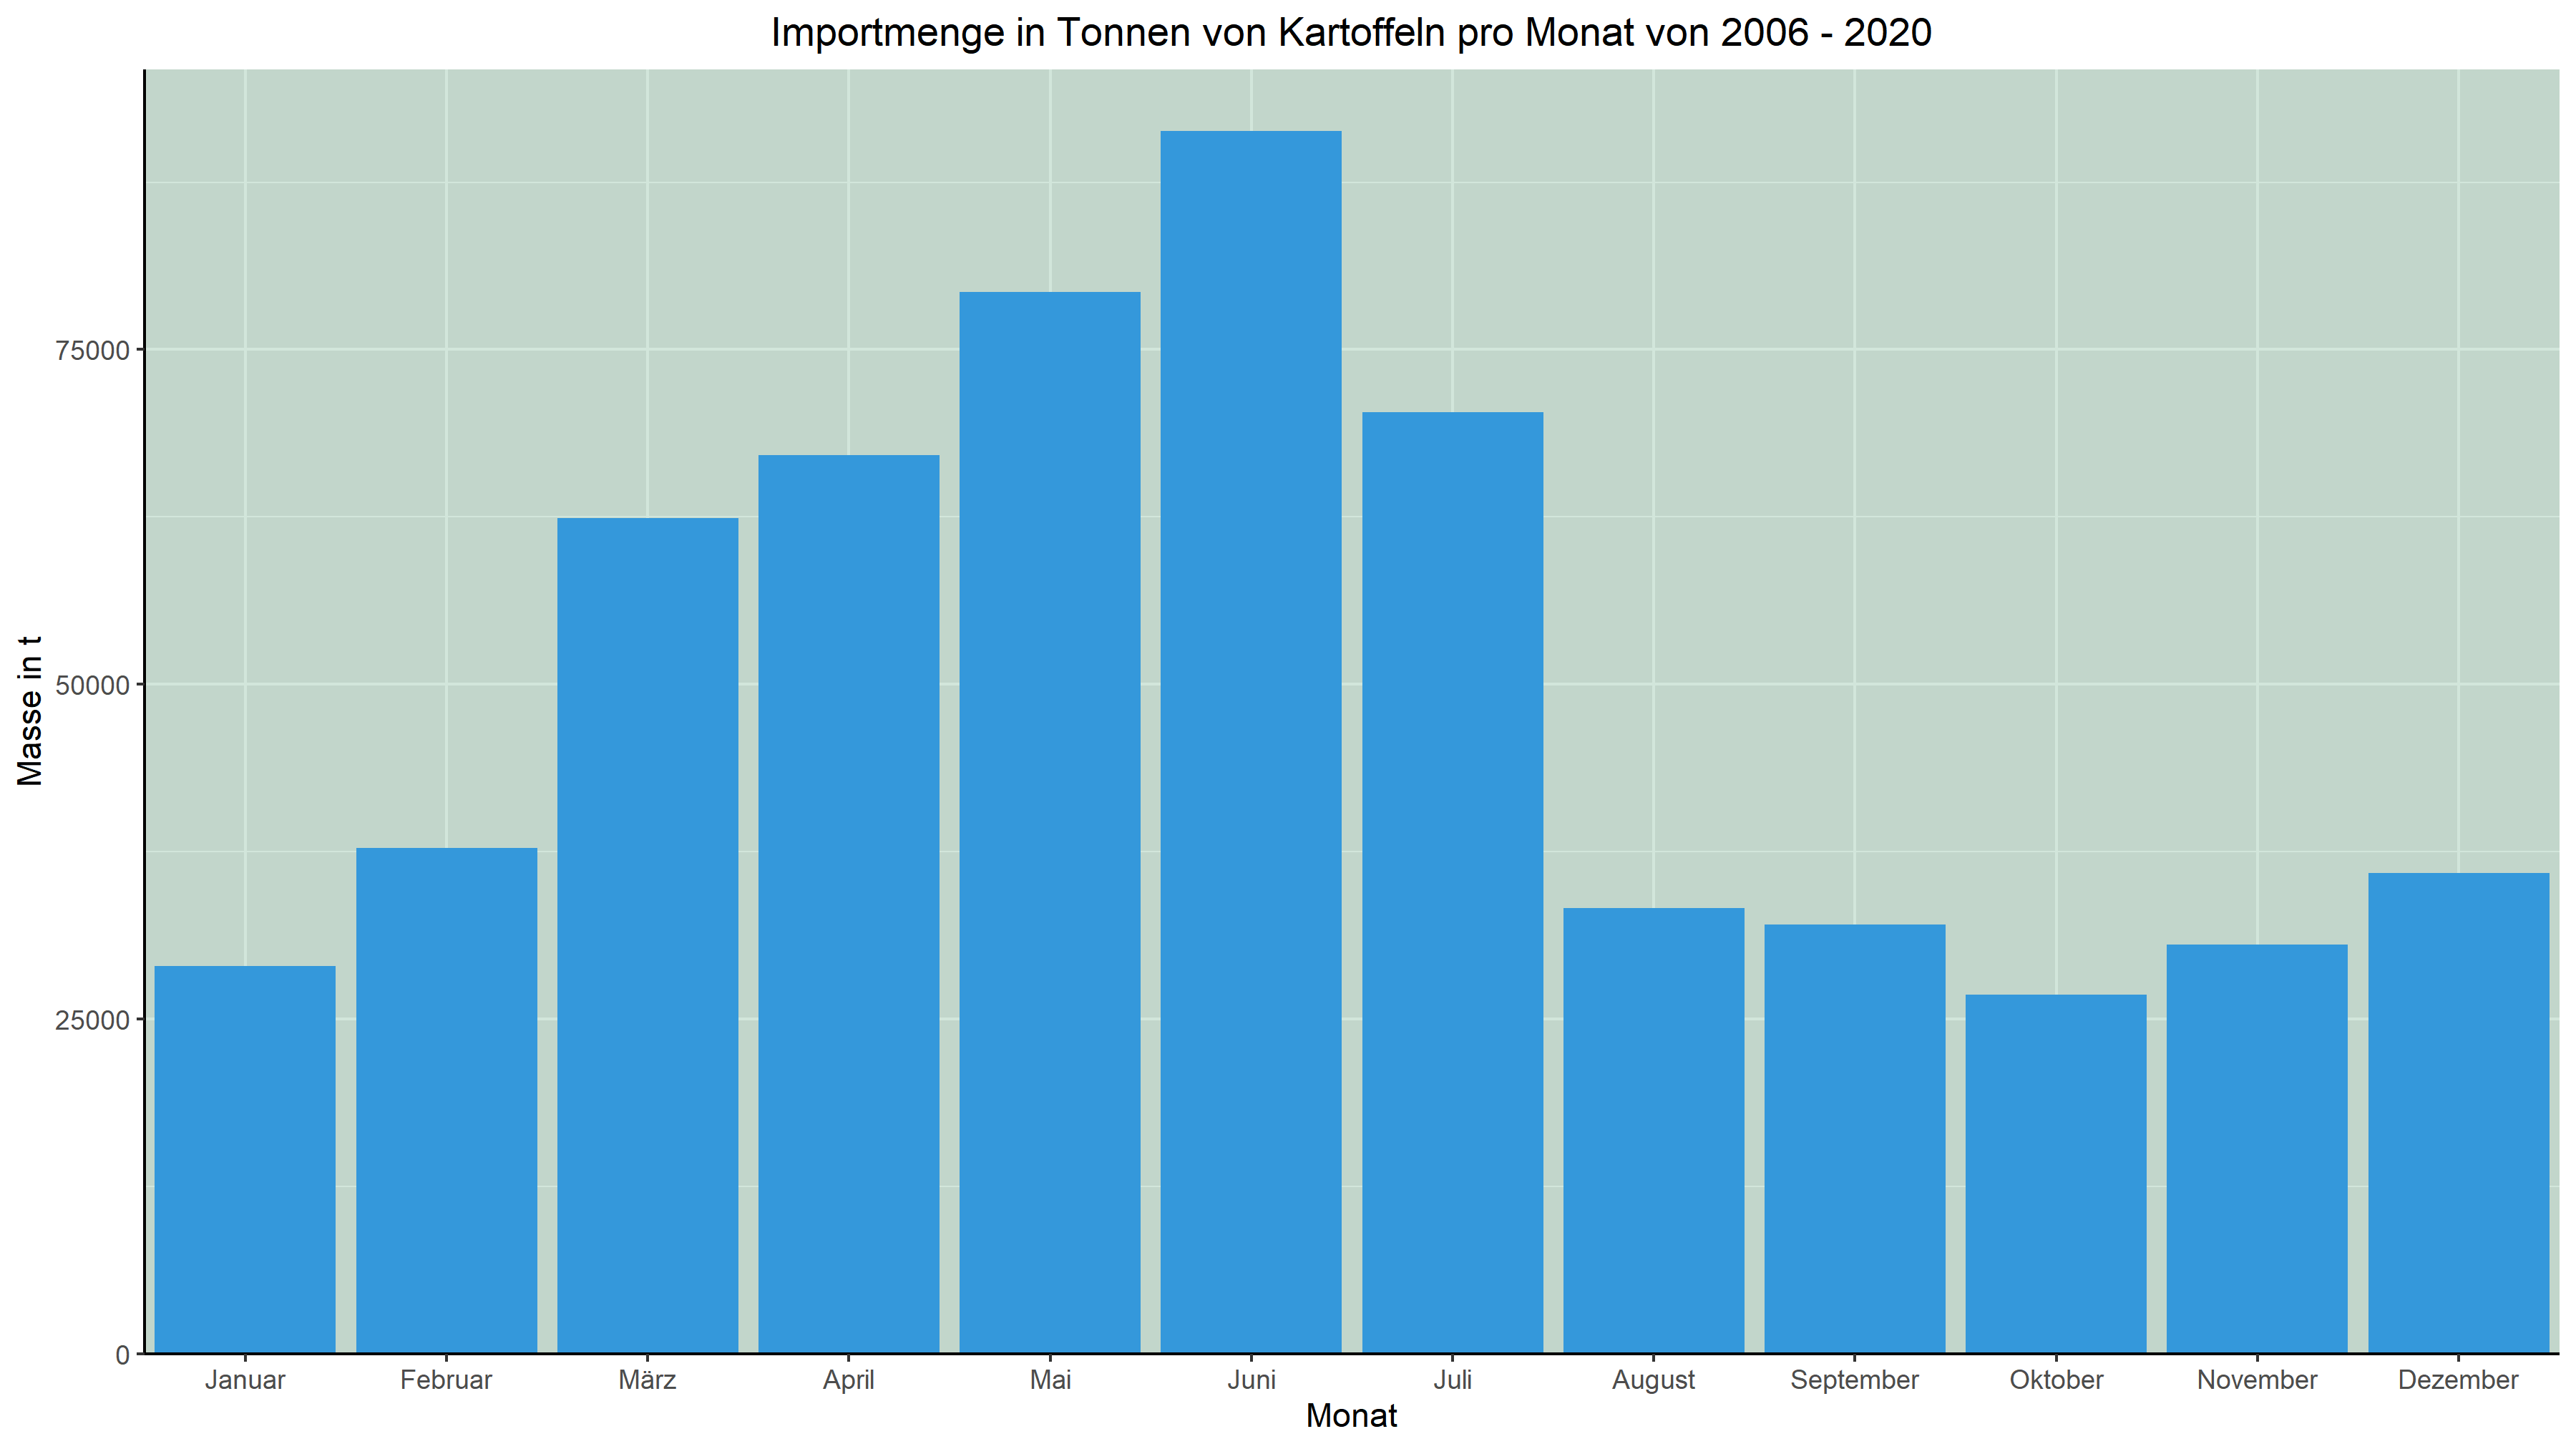 Importmenge in Tonnen von Kartoffeln pro Monat von 2006 - 2020
Masse in t
75000
50000
25000
0
Januar Februar März April Mai Juni Juli August September Oktober November Dezember
Monat